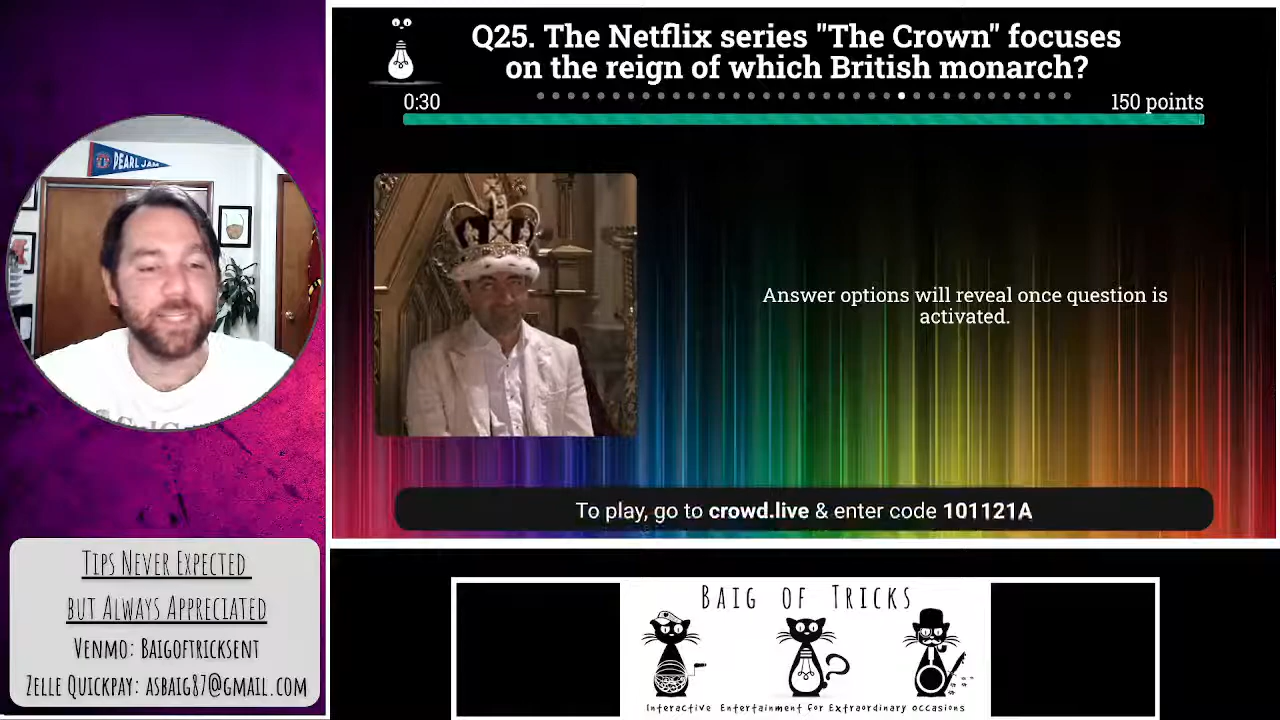 Q25. The Netflix series "The Crown" focuses
on the reign of which British monarch?
0:30
150 points
PEARL JAM
Answer options will reveal once question is
activated.
To play, go to crowd.live & enter code 101121A
Tips Never Expected
but Always Appreciated
Venmo: Baigoftricksent
Zelle Quickpay: asbaig87@gmail.com
Baig of Tricks
Interactive Entertainment for Extraordinary Occasions